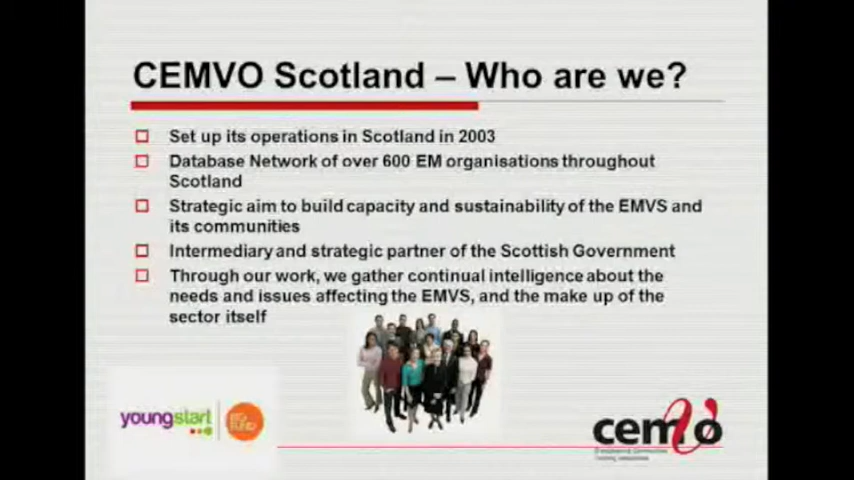 CEMVO Scotland – Who are we?
Set up its operations in Scotland in 2003
Database Network of over 600 EM organisations throughout
Scotland
Strategic aim to build capacity and sustainability of the EMVS and
its communities
Intermediary and strategic partner of the Scottish Government
Through our work, we gather continual intelligence about the
needs and issues affecting the EMVS, and the make up of the
sector itself
youngstart
BIG
FUND
cemvo